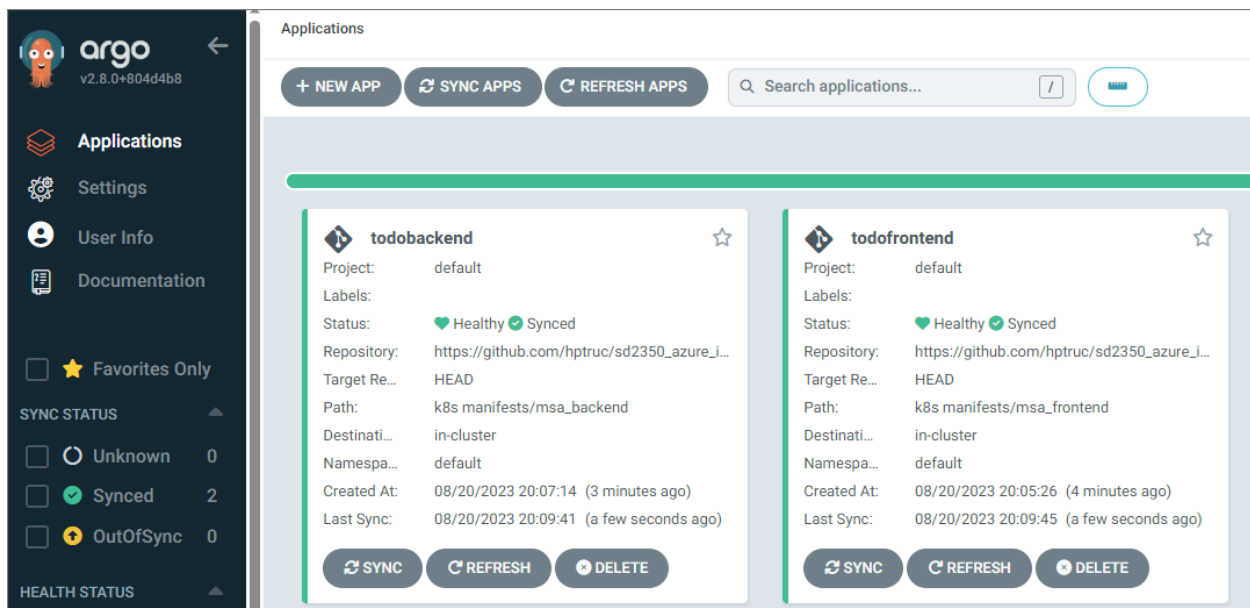 argo
v2.8.0+804d4b8
Applications
Settings
User Info
Documentation
Favorites Only
SYNC STATUS
Unknown 0
Synced 2
OutOfSync 0
HEALTH STATUS
Applications
+ NEW APP SYNC APPS REFRESH APPS Search applications... /
todobackend
Project: default
Labels:
Status: Healthy Synced
Repository: https://github.com/hptruc/sd2350_azure_i...
Target Re... HEAD
Path: k8s manifests/msa_backend
Destinati... in-cluster
Namespa... default
Created At: 08/20/2023 20:07:14 (3 minutes ago)
Last Sync: 08/20/2023 20:09:41 (a few seconds ago)
SYNC REFRESH DELETE
todofrontend
Project: default
Labels:
Status: Healthy Synced
Repository: https://github.com/hptruc/sd2350_azure_i...
Target Re... HEAD
Path: k8s manifests/msa_frontend
Destinati... in-cluster
Namespa... default
Created At: 08/20/2023 20:05:26 (4 minutes ago)
Last Sync: 08/20/2023 20:09:45 (a few seconds ago)
SYNC REFRESH DELETE